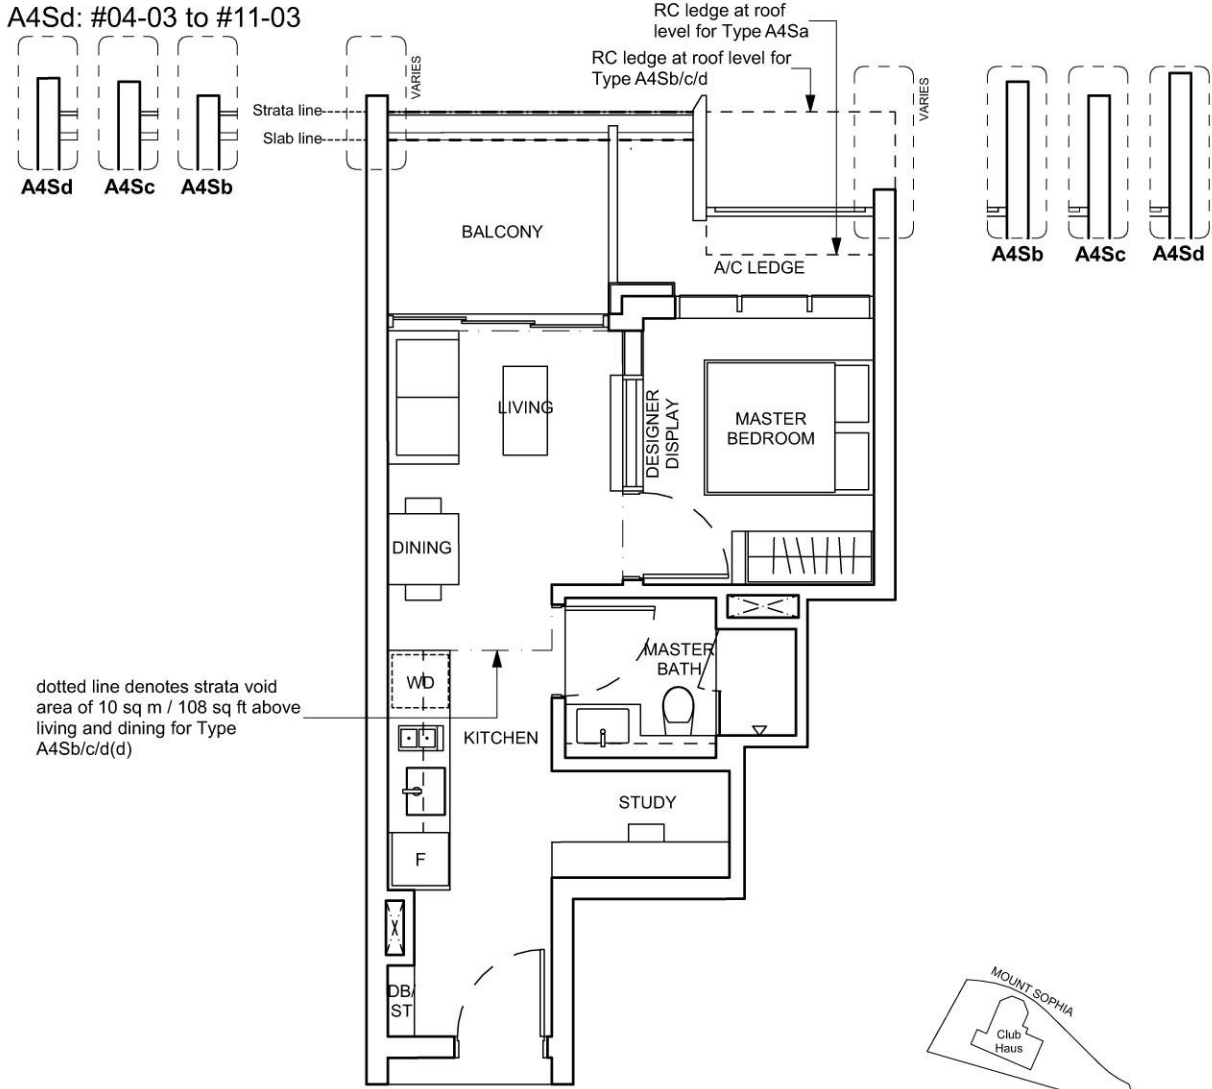 A4Sd: #04-03 to #11-03
RC ledge at roof
level for Type A4Sa
RC ledge at roof level for
Type A4Sb/c/d
VARIES
VARIES
Strata line
Slab line
A4Sd
A4Sc
A4Sb
A4Sb
A4Sc
A4Sd
BALCONY
A/C LEDGE
LIVING
DESIGNER
DISPLAY
MASTER
BEDROOM
DINING
MASTER
BATH
WD
dotted line denotes strata void
area of 10 sq m / 108 sq ft above
living and dining for Type
A4Sb/c/d(d)
KITCHEN
STUDY
F
DB/
ST
MOUNT SOPHIA
Club
Haus